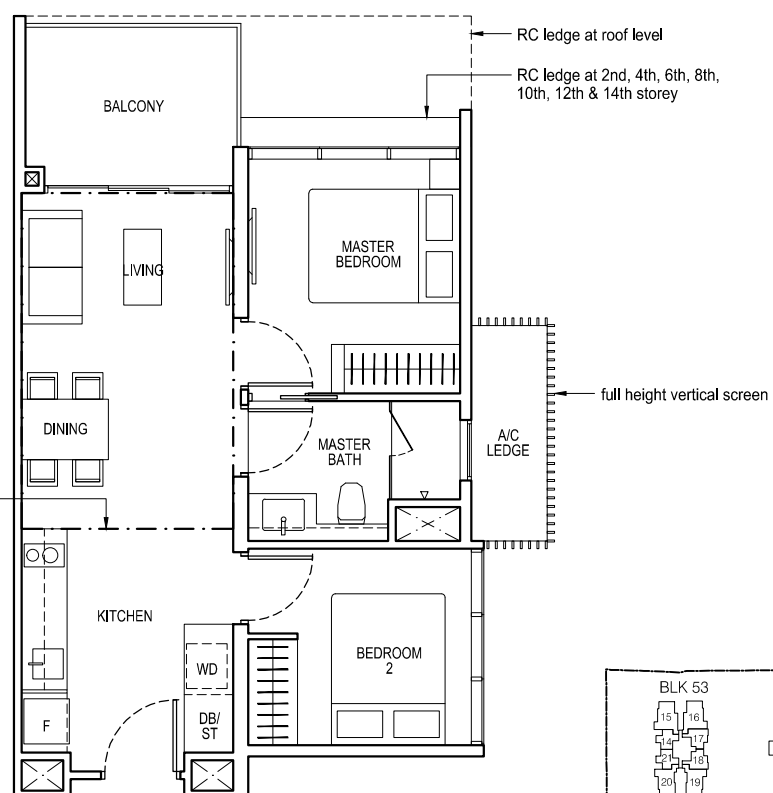 RC ledge at roof level
RC ledge at 2nd, 4th, 6th, 8th,
10th, 12th & 14th storey
BALCONY
MASTER
BEDROOM
LIVING
full height vertical screen
DINING
MASTER
BATH
A/C
LEDGE
KITCHEN
BEDROOM
2
WD
DB/
ST
F
BLK 53
15 16
14 17
21 18
20 19